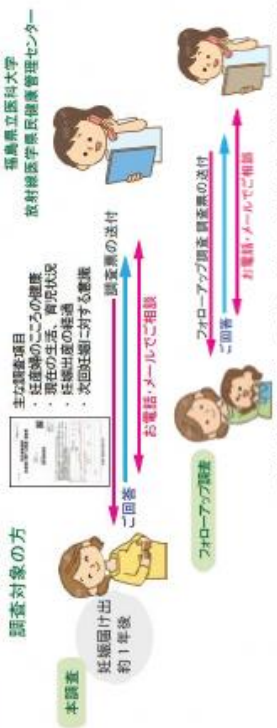 調査対象の方
福島県立医科大学
放射線医学県民健康管理センター
主な調査項目
・妊産婦のこころの健康
・現在の生活、育児状況
・妊娠出産の経過
・次回妊娠に対する意識
本調査
妊娠届け出
約1年後
調査票の送付
ご回答
お電話・メールでご相談
フォローアップ調査
フォローアップ調査 調査票の送付
ご回答
お電話・メールでご相談